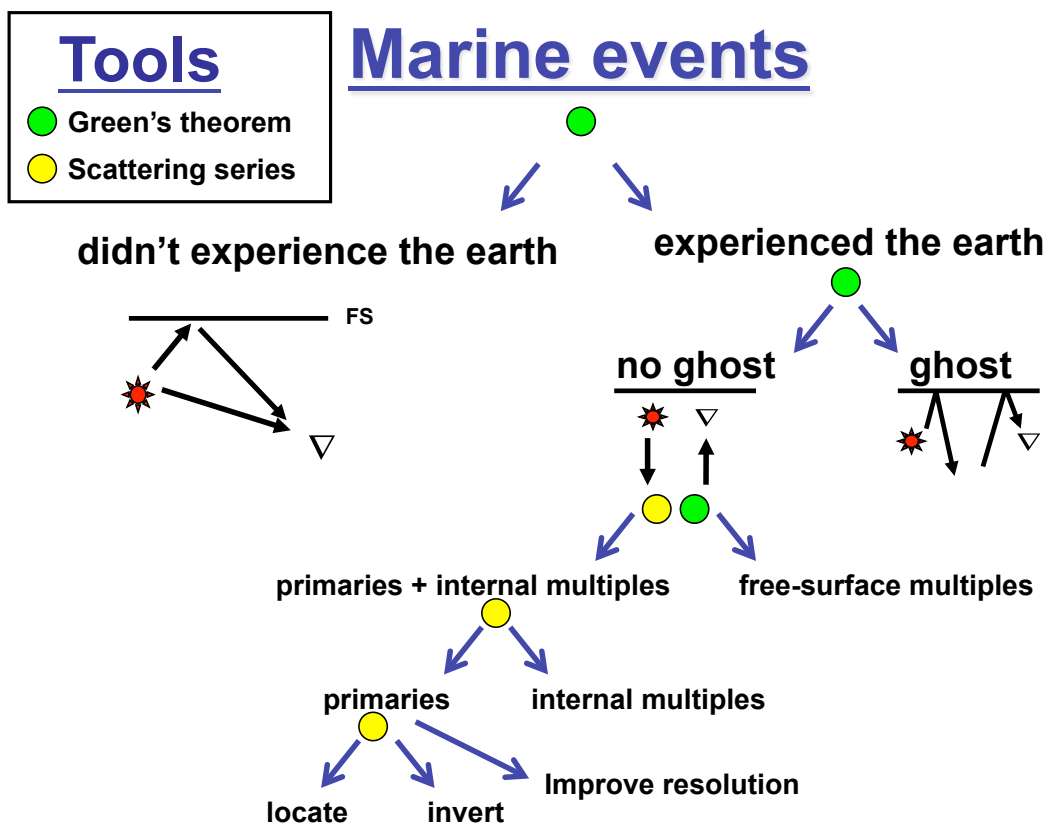 Tools
Green's theorem
Scattering series
Marine events
didn't experience the earth
experienced the earth
FS
no ghost
ghost
primaries + internal multiples
free-surface multiples
primaries
internal multiples
Improve resolution
locate
invert